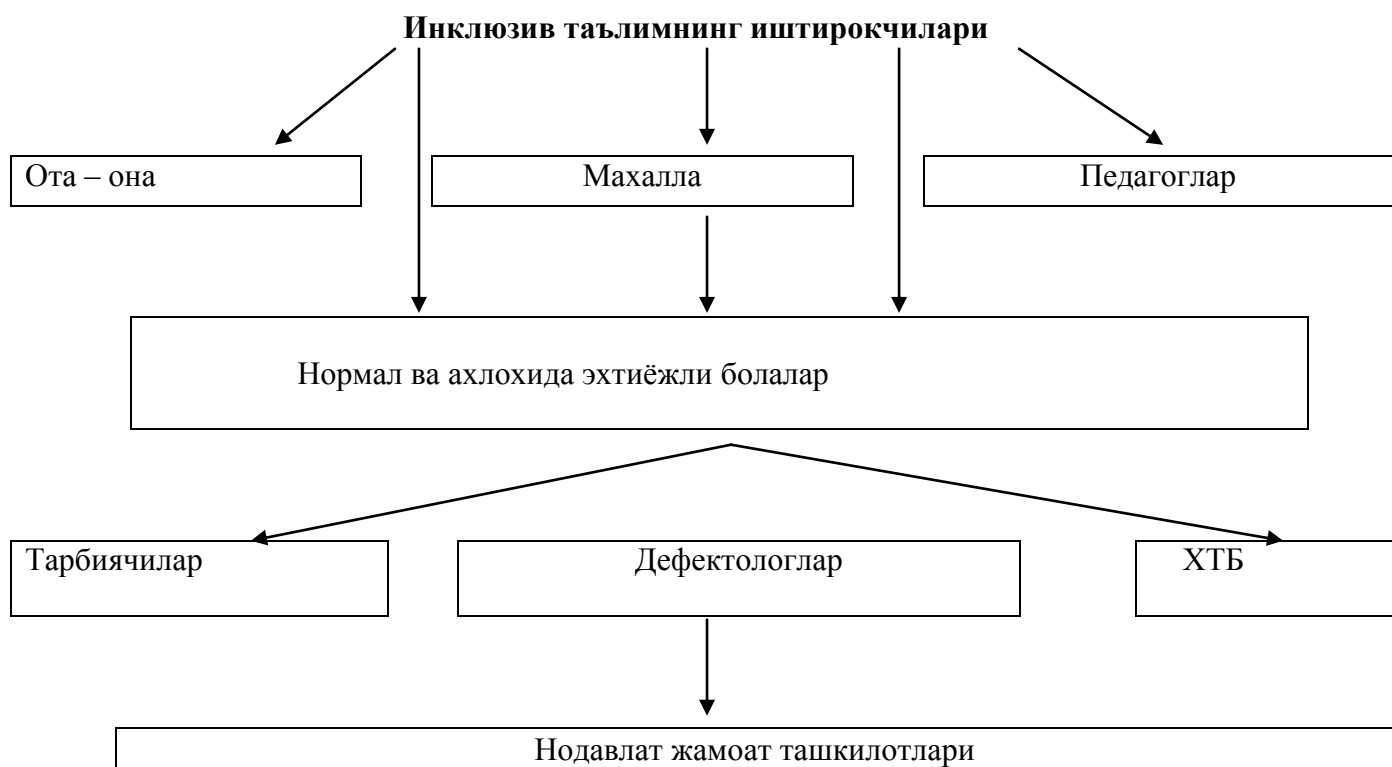 Инклюзив таълимнинг иштирокчилари
Ота – она
Махалла
Педагоглар
Нормал ва ахлохида эхтиёжли болалар
Тарбиячилар
Дефектологлар
ХТБ
Нодавлат жамоат ташкилотлари